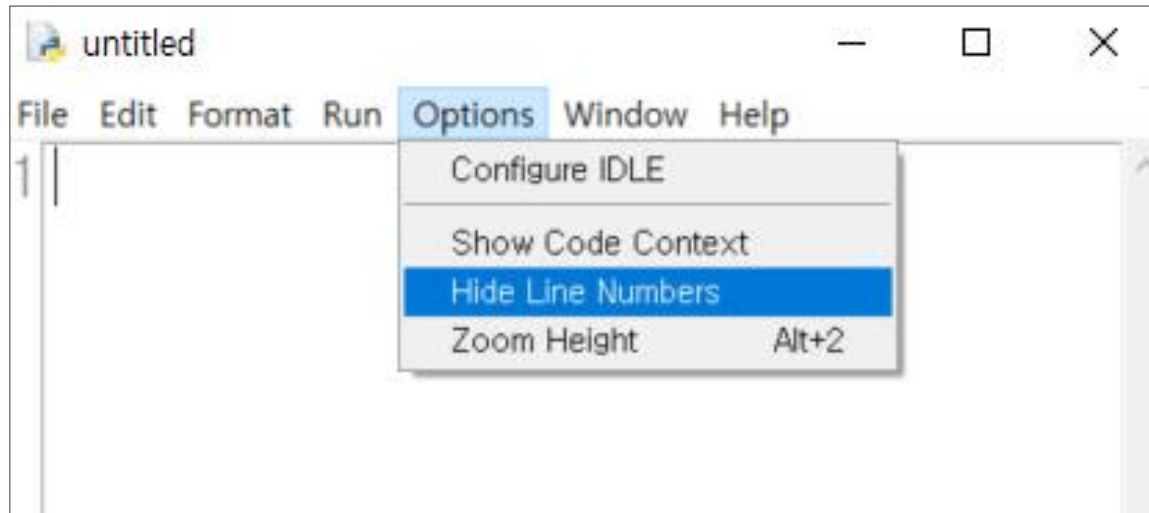 untitled
File Edit Format Run Options Window Help
1
Configure IDLE
Show Code Context
Hide Line Numbers
Zoom Height Alt+2